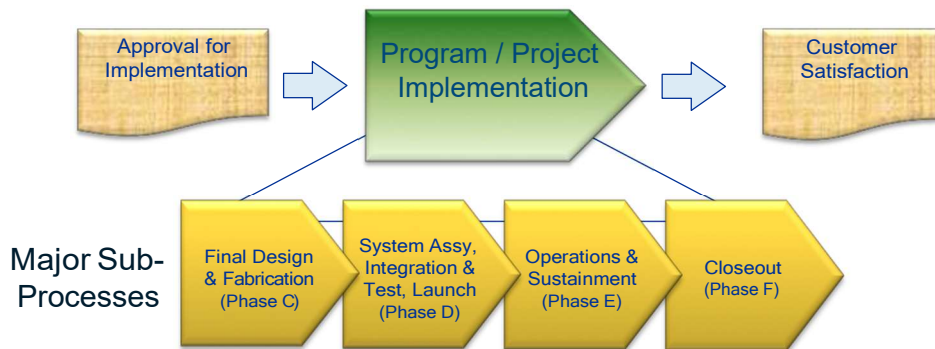 Approval for
Implementation
Program / Project
Implementation
Customer
Satisfaction
Major Sub-
Processes
Final Design
& Fabrication
(Phase C)
System Assy,
Integration &
Test, Launch
(Phase D)
Operations &
Sustainment
(Phase E)
Closeout
(Phase F)